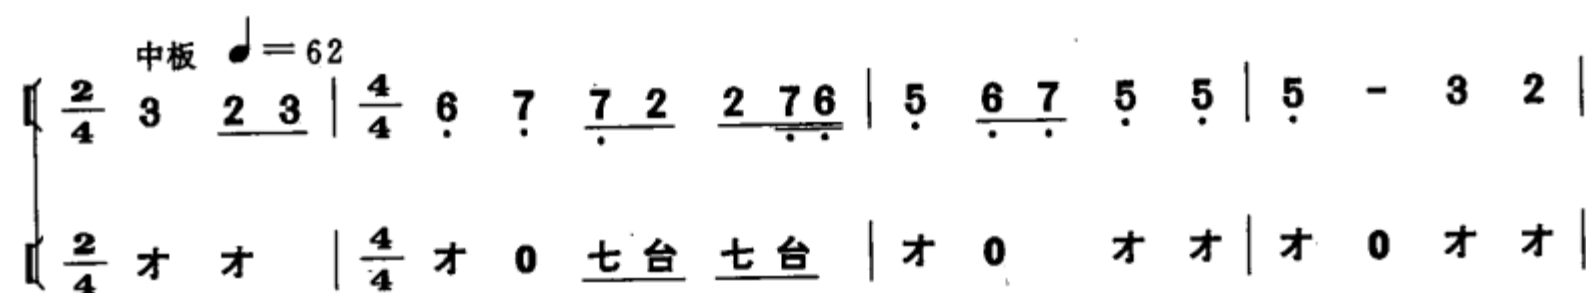 中板 ♩=62
2/4 3 2 3 | 4/4 6 7 7 2 2 7 6 | 5 6 7 5 5 | 5 - 3 2 |
2/4 才 才 | 4/4 才 0 七 台 七 台 | 才 0 才 才 | 才 0 才 才 |